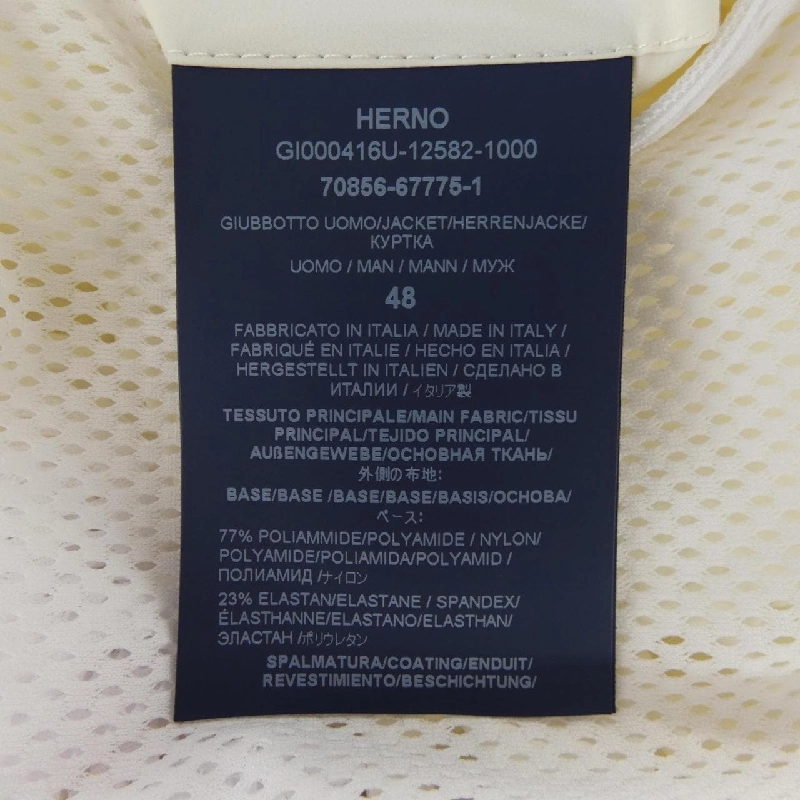 HERNO
GI000416U-12582-1000
70856-67775-1
GIUBBOTTO UOMO/JACKET/HERRENJACKE/
КУРТКА
UOMO / MAN / MANN / МУЖ
48
FABBRICATO IN ITALIA / MADE IN ITALY /
FABRIQUÉ EN ITALIE / HECHO EN ITALIA /
HERGESTELLT IN ITALIEN / СДЕЛАНО В
ИТАЛИИ / イタリア製
TESSUTO PRINCIPALE/MAIN FABRIC/TISSU
PRINCIPAL/TEJIDO PRINCIPAL/
AUßENGEWEBE/ОСНОВНАЯ ТКАНЬ/
外側の布地:
BASE/BASE /BASE/BASE/BASIS/ОСНОВА/
ベース:
77% POLIAMMIDE/POLYAMIDE / NYLON/
POLYAMIDE/POLIAMIDA/POLYAMID /
ПОЛИАМИД /ナイロン
23% ELASTAN/ELASTANE / SPANDEX/
ÉLASTHANNE/ELASTANO/ELASTHAN/
ЭЛАСТАН /ポリウレタン
SPALMATURA/COATING/ENDUIT/
REVESTIMIENTO/BESCHICHTUNG/